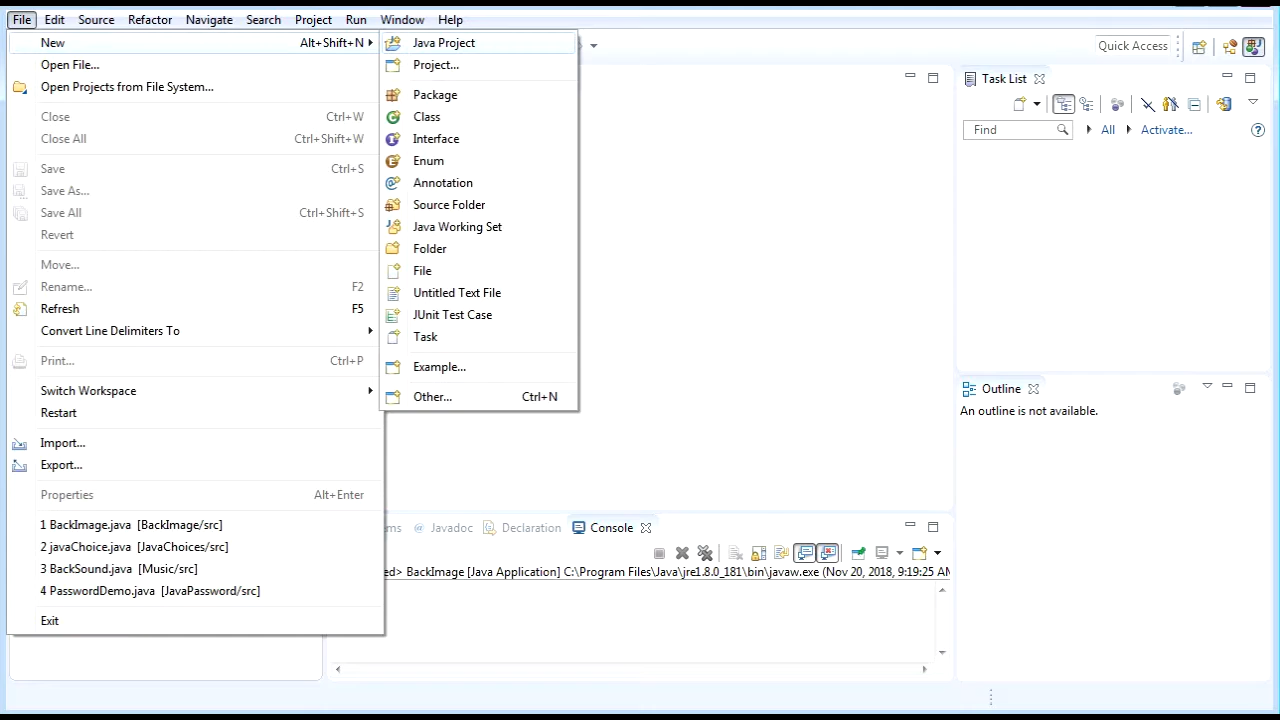 File Edit Source Refactor Navigate Search Project Run Window Help
New Alt+Shift+N
Open File...
Open Projects from File System...
Close Ctrl+W
Close All Ctrl+Shift+W
Save Ctrl+S
Save As...
Save All Ctrl+Shift+S
Revert
Move...
Rename... F2
Refresh F5
Convert Line Delimiters To
Print... Ctrl+P
Switch Workspace
Restart
Import...
Export...
Properties Alt+Enter
1 BackImage.java [BackImage/src]
2 javaChoice.java [JavaChoices/src]
3 BackSound.java [Music/src]
4 PasswordDemo.java [JavaPassword/src]
Exit
Java Project
Project...
Package
Class
Interface
Enum
Annotation
Source Folder
Java Working Set
Folder
File
Untitled Text File
JUnit Test Case
Task
Example...
Other... Ctrl+N
Quick Access
Task List
Find All Activate...
Outline
An outline is not available.
ms Javadoc Declaration Console
ed> BackImage [Java Application] C:\Program Files\Java\jre1.8.0_181\bin\javaw.exe (Nov 20, 2018, 9:19:25 AM